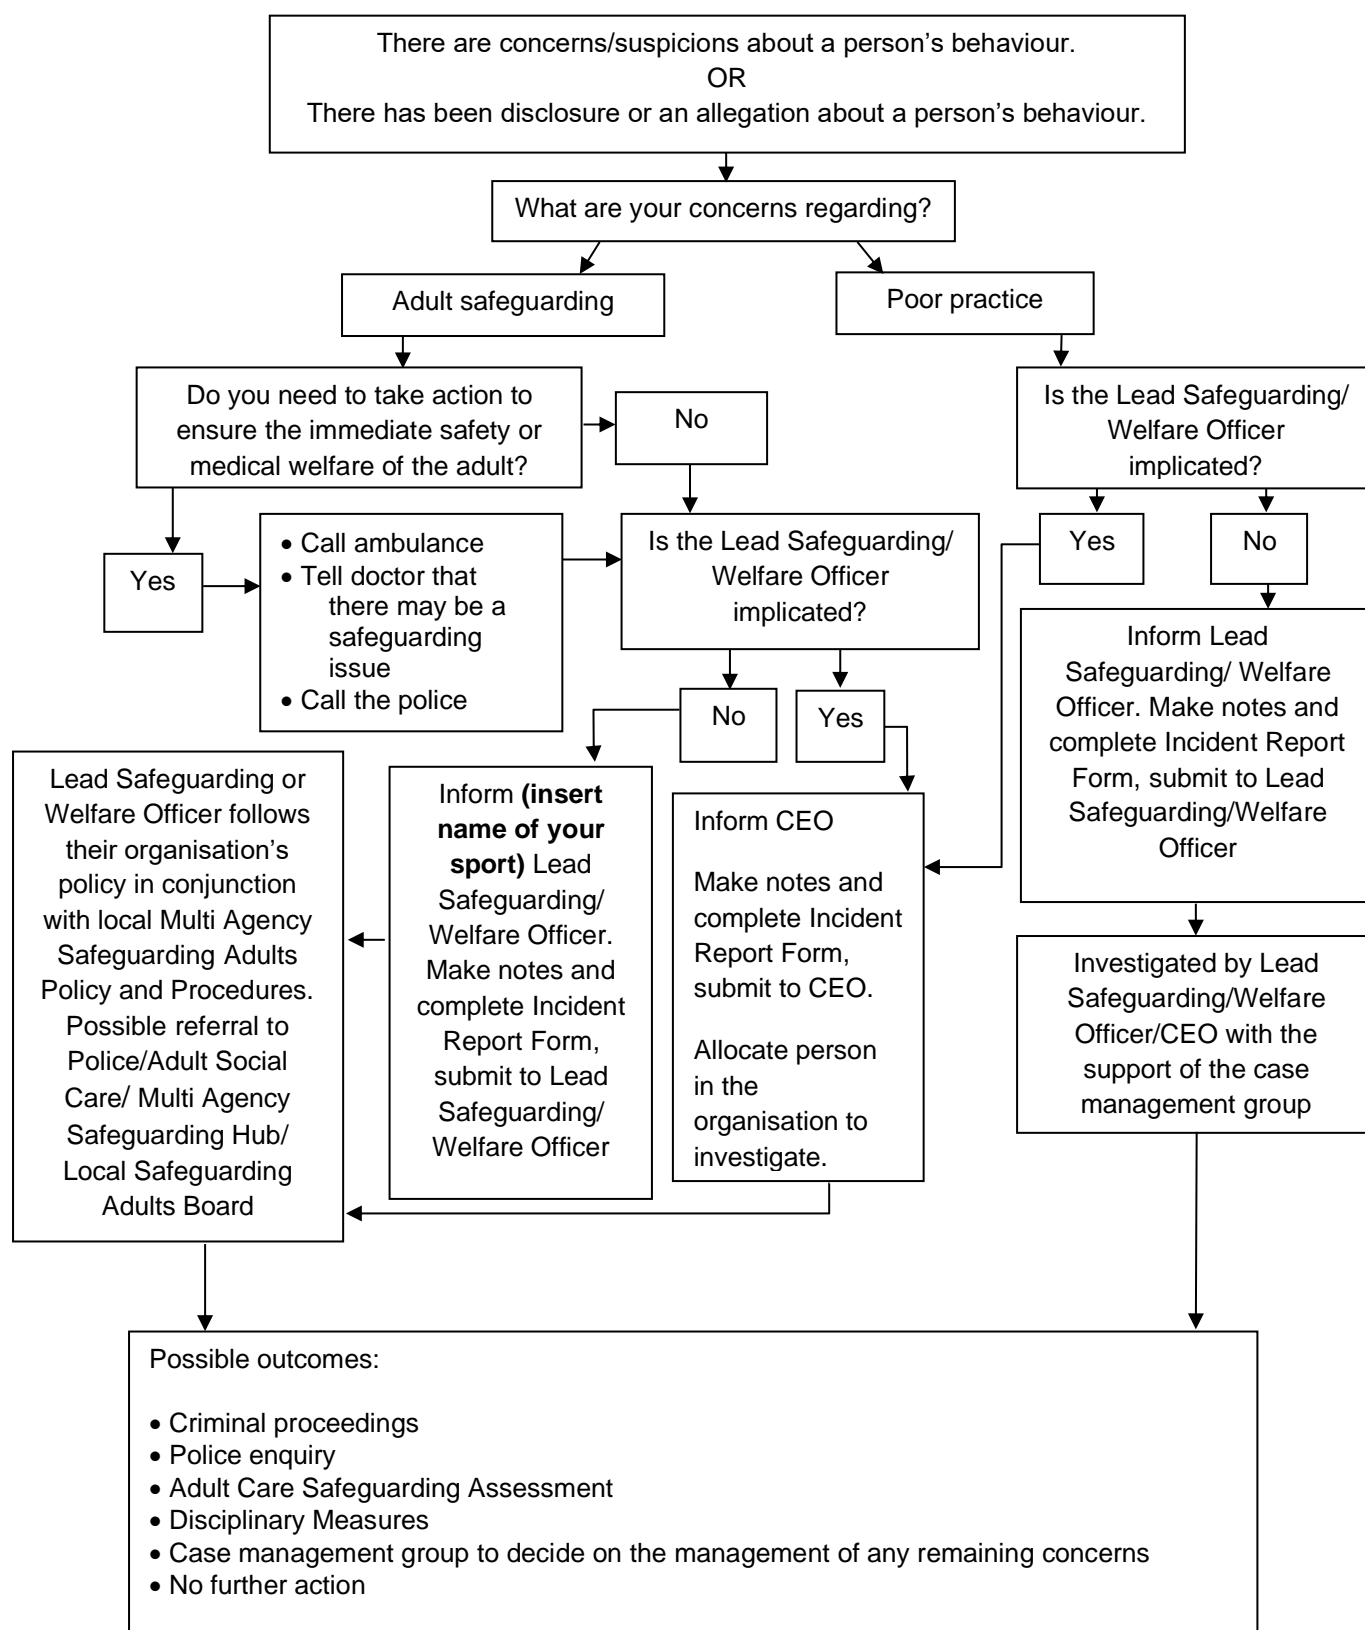 There are concerns/suspicions about a person’s behaviour.
OR
There has been disclosure or an allegation about a person’s behaviour.
What are your concerns regarding?
Adult safeguarding
Poor practice
Do you need to take action to
ensure the immediate safety or
medical welfare of the adult?
No
Is the Lead Safeguarding/
Welfare Officer
implicated?
Yes
• Call ambulance
• Tell doctor that
there may be a
safeguarding
issue
• Call the police
Is the Lead Safeguarding/
Welfare Officer
implicated?
Yes
No
No
Yes
Inform Lead
Safeguarding/ Welfare
Officer. Make notes and
complete Incident Report
Form, submit to Lead
Safeguarding/Welfare
Officer
Lead Safeguarding or
Welfare Officer follows
their organisation’s
policy in conjunction
with local Multi Agency
Safeguarding Adults
Policy and Procedures.
Possible referral to
Police/Adult Social
Care/ Multi Agency
Safeguarding Hub/
Local Safeguarding
Adults Board
Inform (insert
name of your
sport) Lead
Safeguarding/
Welfare Officer.
Make notes and
complete Incident
Report Form,
submit to Lead
Safeguarding/
Welfare Officer
Inform CEO
Make notes and
complete Incident
Report Form,
submit to CEO.
Allocate person
in the
organisation to
investigate.
Investigated by Lead
Safeguarding/Welfare
Officer/CEO with the
support of the case
management group
Possible outcomes:
• Criminal proceedings
• Police enquiry
• Adult Care Safeguarding Assessment
• Disciplinary Measures
• Case management group to decide on the management of any remaining concerns
• No further action